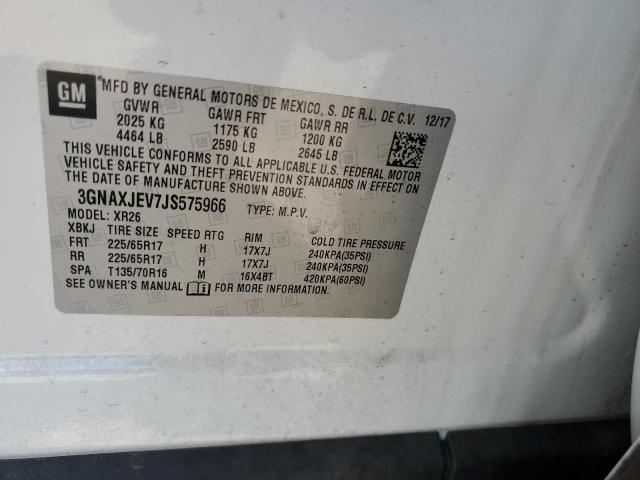 GM
*MFD BY GENERAL MOTORS DE MEXICO, S. DE R.L. DE C.V. 12/17
GVWR GAWR FRT GAWR RR
2025 KG 1175 KG 1200 KG
4464 LB 2590 LB 2645 LB
THIS VEHICLE CONFORMS TO ALL APPLICABLE U.S. FEDERAL MOTOR
VEHICLE SAFETY AND THEFT PREVENTION STANDARDS IN EFFECT ON
THE DATE OF MANUFACTURE SHOWN ABOVE.
3GNAXJEV7JS575966 TYPE: M.P.V.
MODEL: XR26
XBKJ TIRE SIZE SPEED RTG RIM COLD TIRE PRESSURE
FRT 225/65R17 H 17X7J 240KPA(35PSI)
RR 225/65R17 H 17X7J 240KPA(35PSI)
SPA T135/70R16 M 16X4BT 420KPA(60PSI)
SEE OWNER'S MANUAL FOR MORE INFORMATION